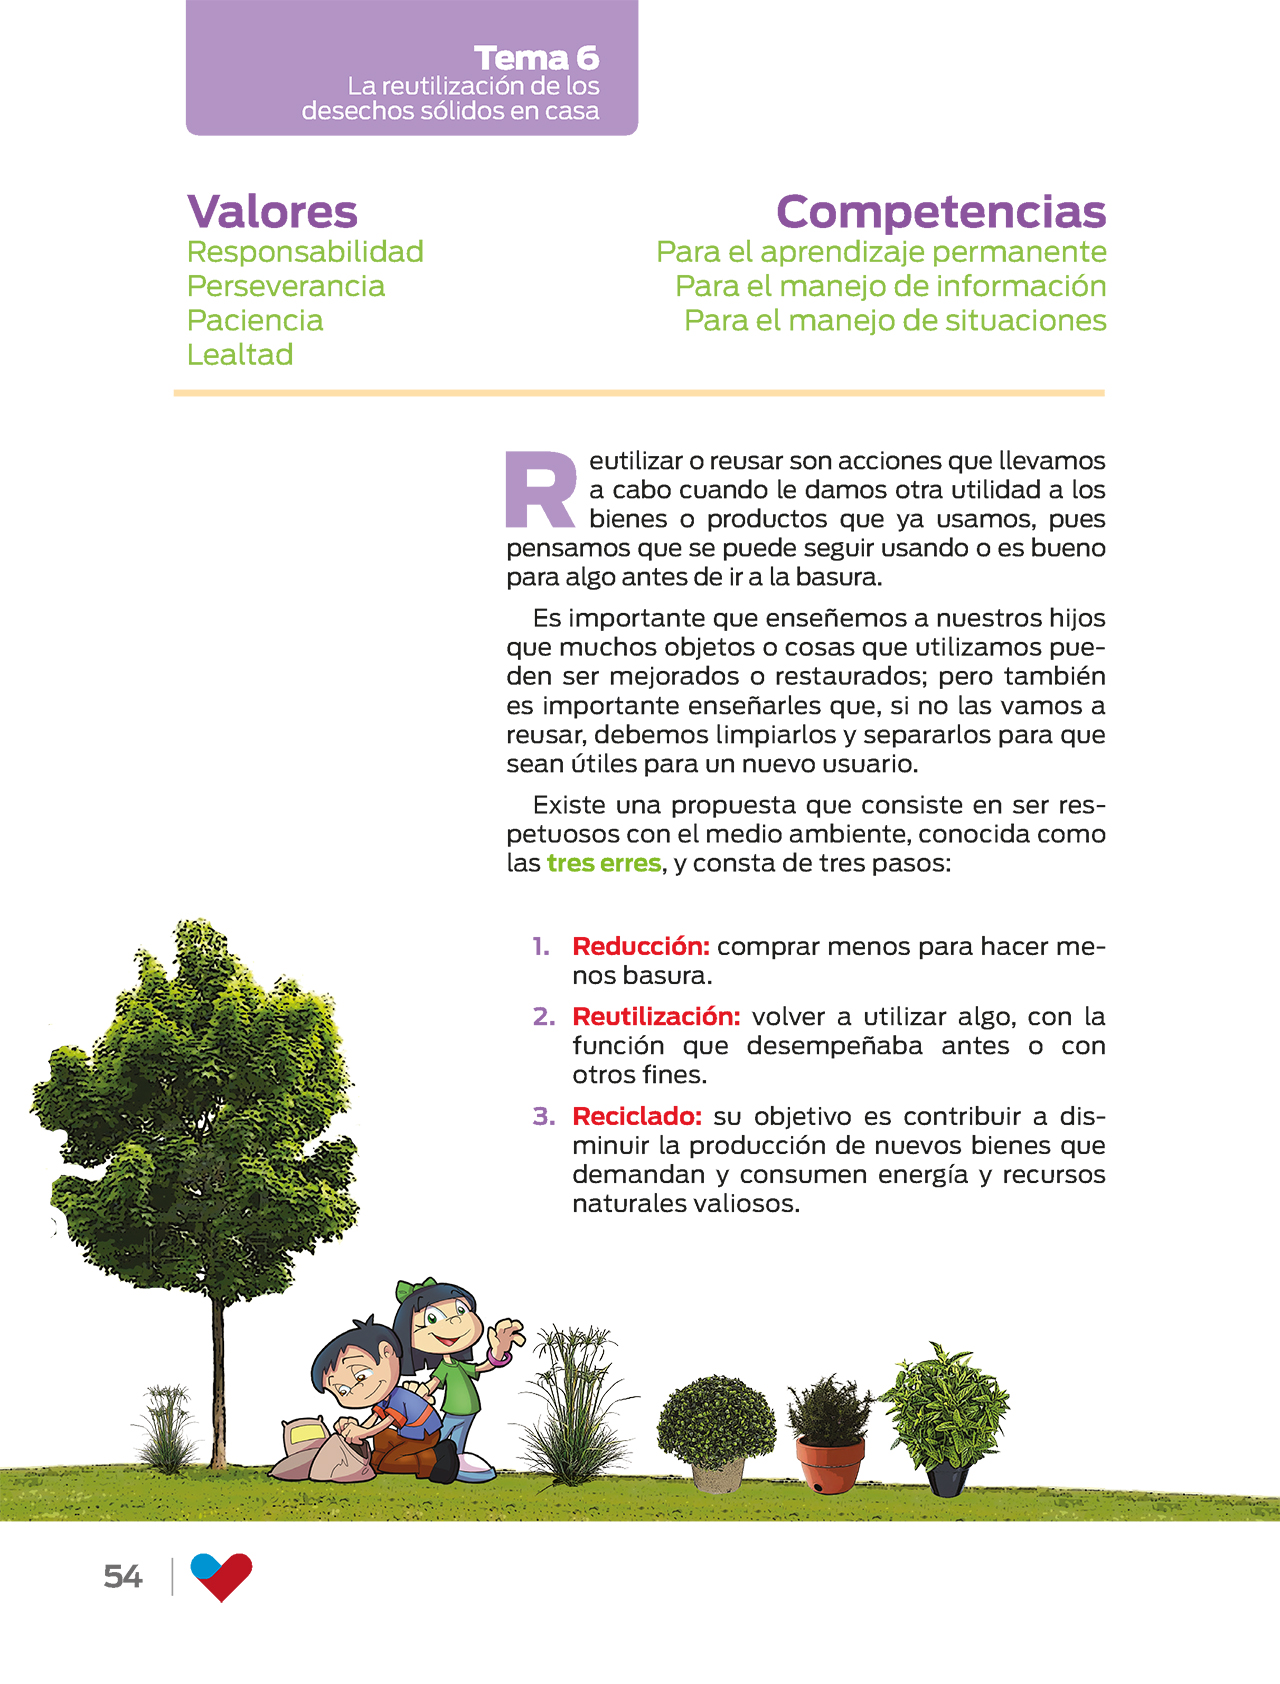 Tema 6
La reutilización de los
desechos sólidos en casa
Valores
Responsabilidad
Perseverancia
Paciencia
Lealtad
Competencias
Para el aprendizaje permanente
Para el manejo de información
Para el manejo de situaciones
Reutilizar o reusar son acciones que llevamos
a cabo cuando le damos otra utilidad a los
bienes o productos que ya usamos, pues
pensamos que se puede seguir usando o es bueno
para algo antes de ir a la basura.
Es importante que enseñemos a nuestros hijos
que muchos objetos o cosas que utilizamos pue-
den ser mejorados o restaurados; pero también
es importante enseñarles que, si no las vamos a
reusar, debemos limpiarlos y separarlos para que
sean útiles para un nuevo usuario.
Existe una propuesta que consiste en ser res-
petuosos con el medio ambiente, conocida como
las tres erres, y consta de tres pasos:
1. Reducción: comprar menos para hacer me-
nos basura.
2. Reutilización: volver a utilizar algo, con la
función que desempeñaba antes o con
otros fines.
3. Reciclado: su objetivo es contribuir a dis-
minuir la producción de nuevos bienes que
demandan y consumen energía y recursos
naturales valiosos.
54